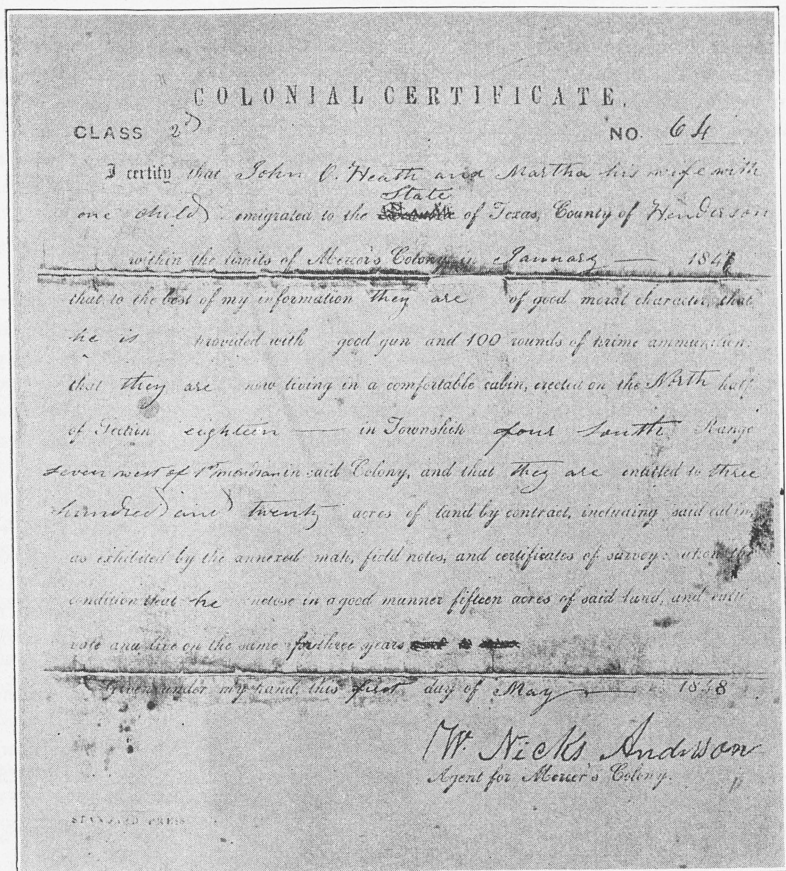 COLONIAL CERTIFICATE.
CLASS 2d NO. 64
I certify that John O. Heath and Martha his wife with
State
one child emigrated to the of Texas, County of Henderson
within the limits of Mercer's Colony in January — 184
that to the best of my information they are of good moral character, that
he is provided with good gun and 100 rounds of prime ammunition:
that they are now living in a comfortable cabin, erected on the North half
of Section eighteen — in Township four South Range
seven west of 1st meridian in said Colony, and that they are entitled to three
hundred and twenty acres of land by contract, including said cabin,
as exhibited by the annexed map, field notes, and certificates of survey: upon the
condition that he enclose in a good manner fifteen acres of said land, and culti-
vate and live on the same for three years
Given under my hand, this first day of May — 1848
W. Nicks Anderson
Agent for Mercer's Colony.
STANDARD PRESS